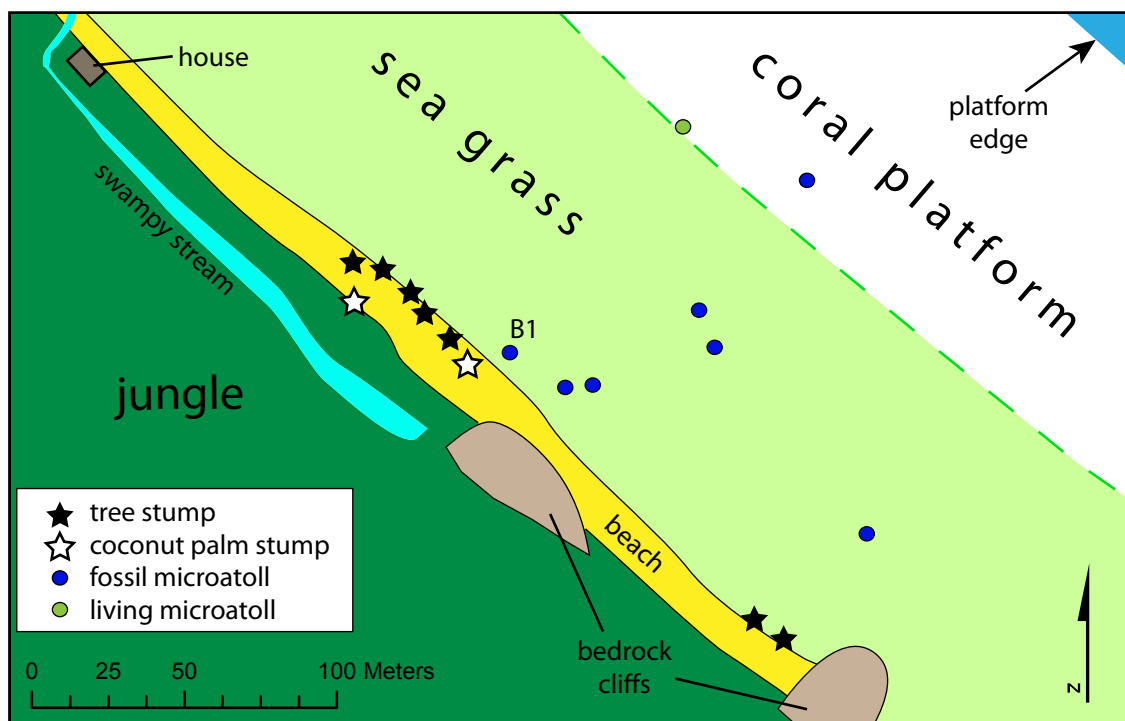 house
sea grass
coral platform
platform
edge
swampy stream
B1
jungle
beach
tree stump
coconut palm stump
fossil microatoll
living microatoll
bedrock
cliffs
0 25 50 100 Meters
N